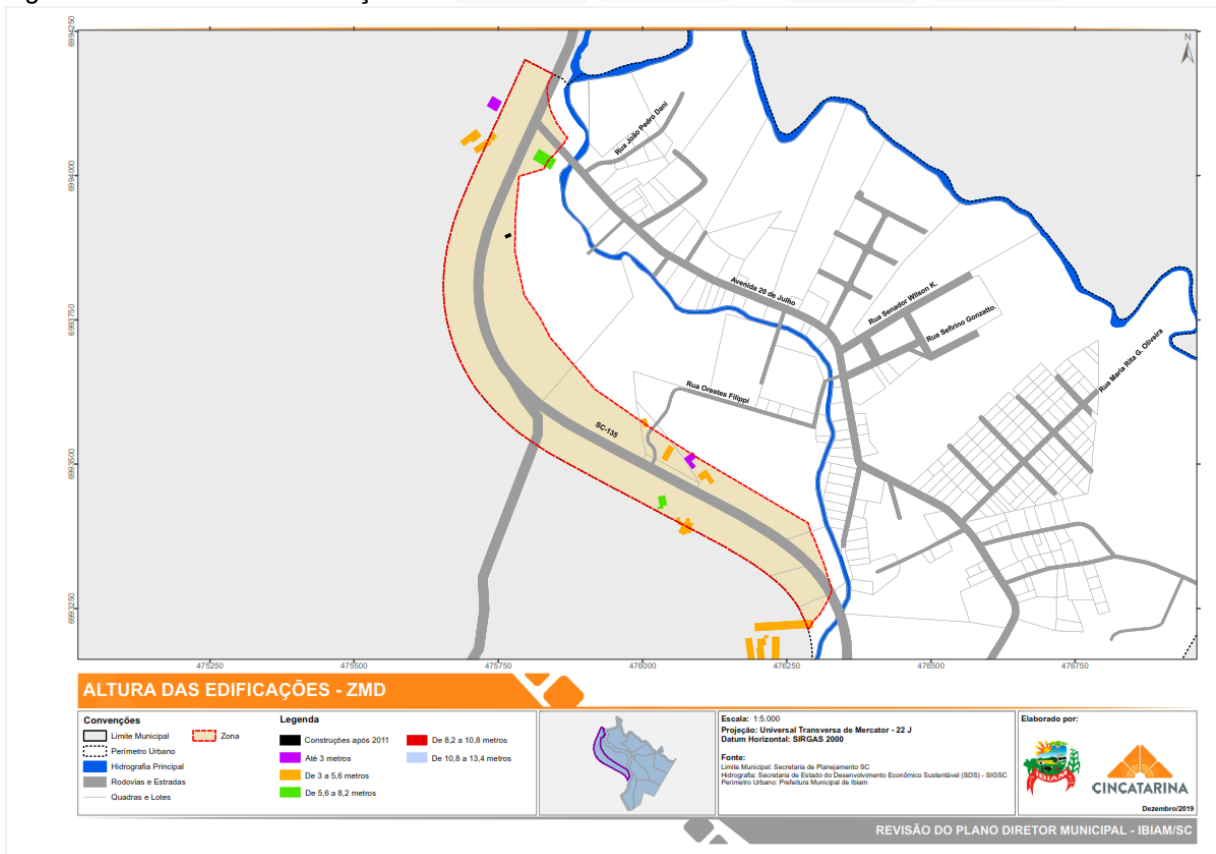 N
6994250
6994000
6993750
6993500
6993250
Rua João Pedro Dani
Avenida 20 de Julho
Rua Senador Wilson K.
Rua Sefirino Gonzatto.
Rua Maria Rita G. Oliveira
Rua Orestes Filippi
SC-135
475250
475500
475750
476000
476250
476500
476750
ALTURA DAS EDIFICAÇÕES - ZMD
Convenções
Limite Municipal
Zona
Perímetro Urbano
Hidrografia Principal
Rodovias e Estradas
Quadras e Lotes
Legenda
Construções após 2011
De 8,2 a 10,8 metros
Até 3 metros
De 10,8 a 13,4 metros
De 3 a 5,6 metros
De 5,6 a 8,2 metros
Escala: 1:5.000
Projeção: Universal Transversa de Mercator - 22 J
Datum Horizontal: SIRGAS 2000
Fonte:
Limite Municipal: Secretaria de Planejamento SC
Hidrografia: Secretaria de Estado do Desenvolvimento Econômico Sustentável (SDS) - SIGSC
Perímetro Urbano: Prefeitura Municipal de Ibiam
Elaborado por:
CINCATARINA
Dezembro/2019
REVISÃO DO PLANO DIRETOR MUNICIPAL - IBIAM/SC